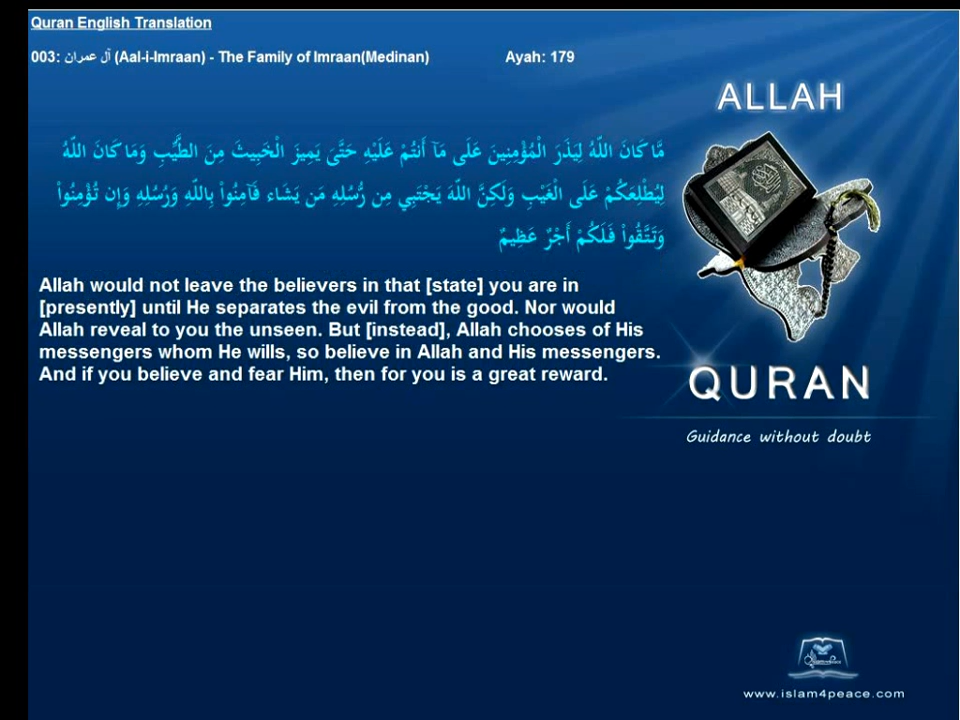 Quran English Translation
003: آل عمران (Aal-i-Imraan) - The Family of Imraan(Medinan) Ayah: 179
ALLAH
مَّا كَانَ اللّهُ لِيَذَرَ الْمُؤْمِنِينَ عَلَى مَآ أَنتُمْ عَلَيْهِ حَتَّىَ يَمِيزَ الْخَبِيثَ مِنَ الطَّيِّبِ وَمَا كَانَ اللّهُ
لِيُطْلِعَكُمْ عَلَى الْغَيْبِ وَلَكِنَّ اللّهَ يَجْتَبِي مِن رُّسُلِهِ مَن يَشَاء فَآمِنُواْ بِاللّهِ وَرُسُلِهِ وَإِن تُؤْمِنُواْ
وَتَتَّقُواْ فَلَكُمْ أَجْرٌ عَظِيمٌ
Allah would not leave the believers in that [state] you are in
[presently] until He separates the evil from the good. Nor would
Allah reveal to you the unseen. But [instead], Allah chooses of His
messengers whom He wills, so believe in Allah and His messengers.
And if you believe and fear Him, then for you is a great reward.
QURAN
Guidance without doubt
www.islam4peace.com